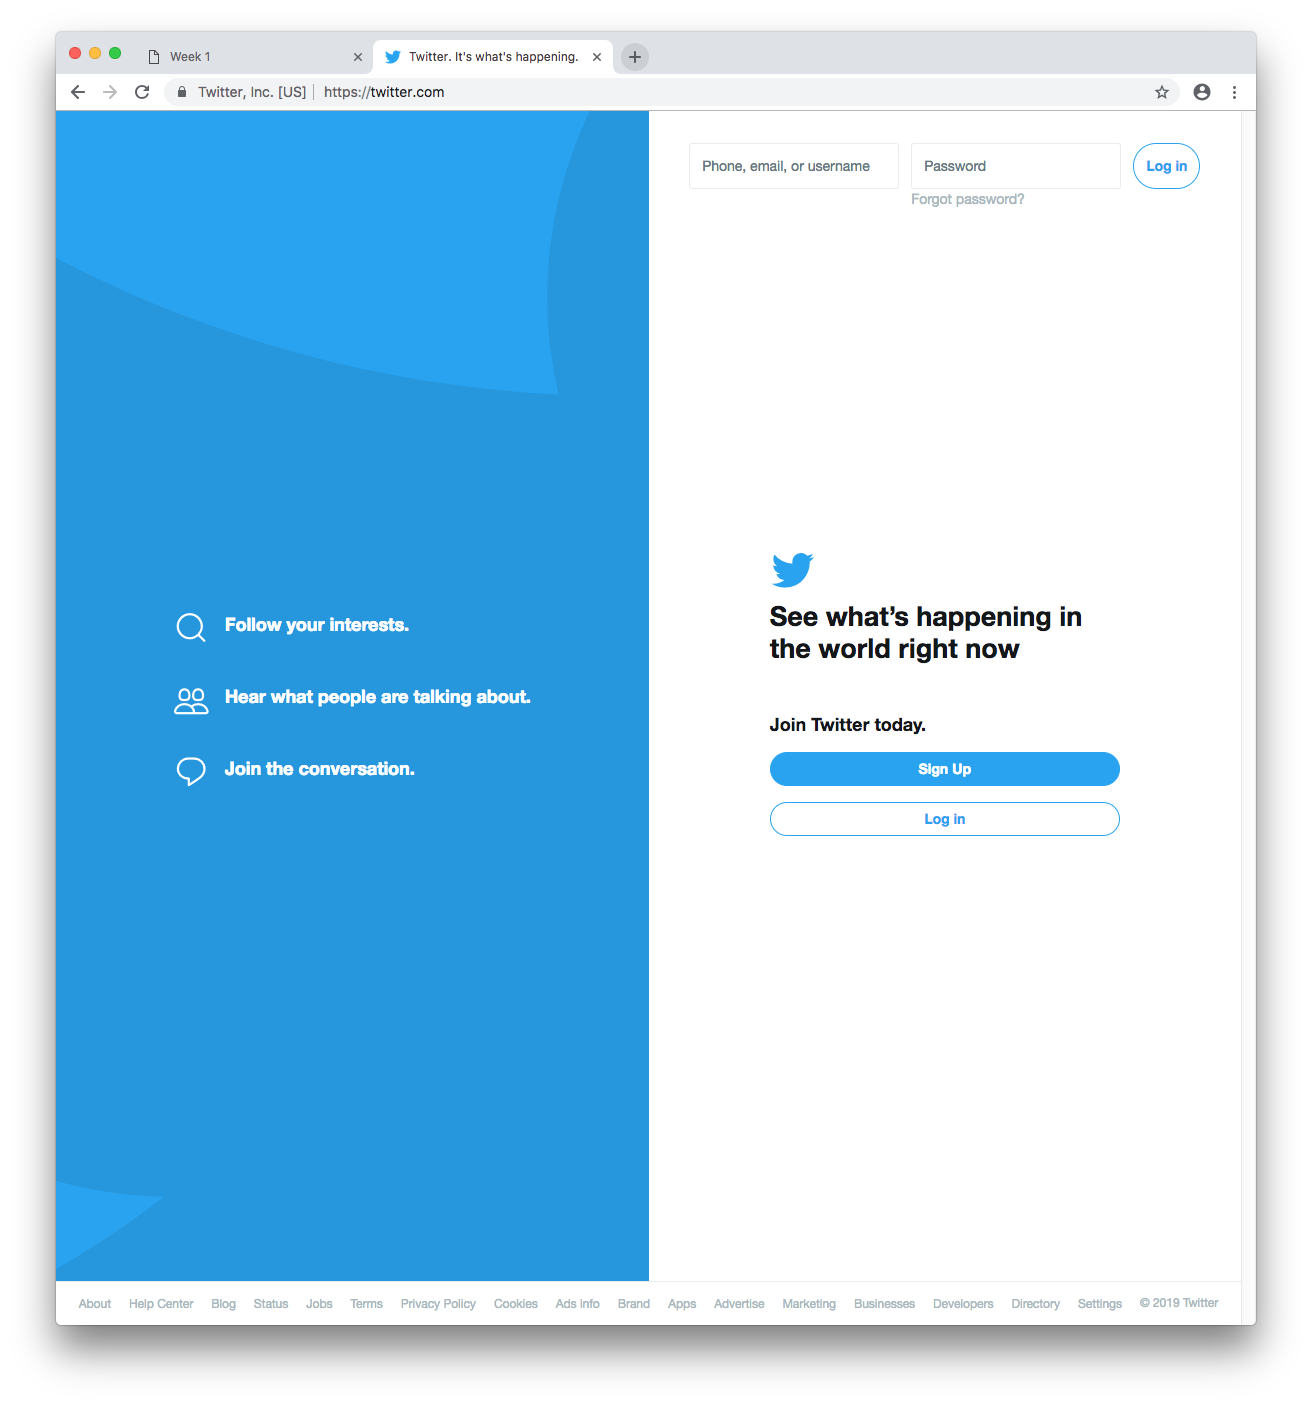 Week 1
Twitter. It's what's happening.
Twitter, Inc. [US] https://twitter.com
Phone, email, or username
Password
Log in
Forgot password?
Follow your interests.
Hear what people are talking about.
Join the conversation.
See what’s happening in
the world right now
Join Twitter today.
Sign Up
Log in
About Help Center Blog Status Jobs Terms Privacy Policy Cookies Ads info Brand Apps Advertise Marketing Businesses Developers Directory Settings © 2019 Twitter